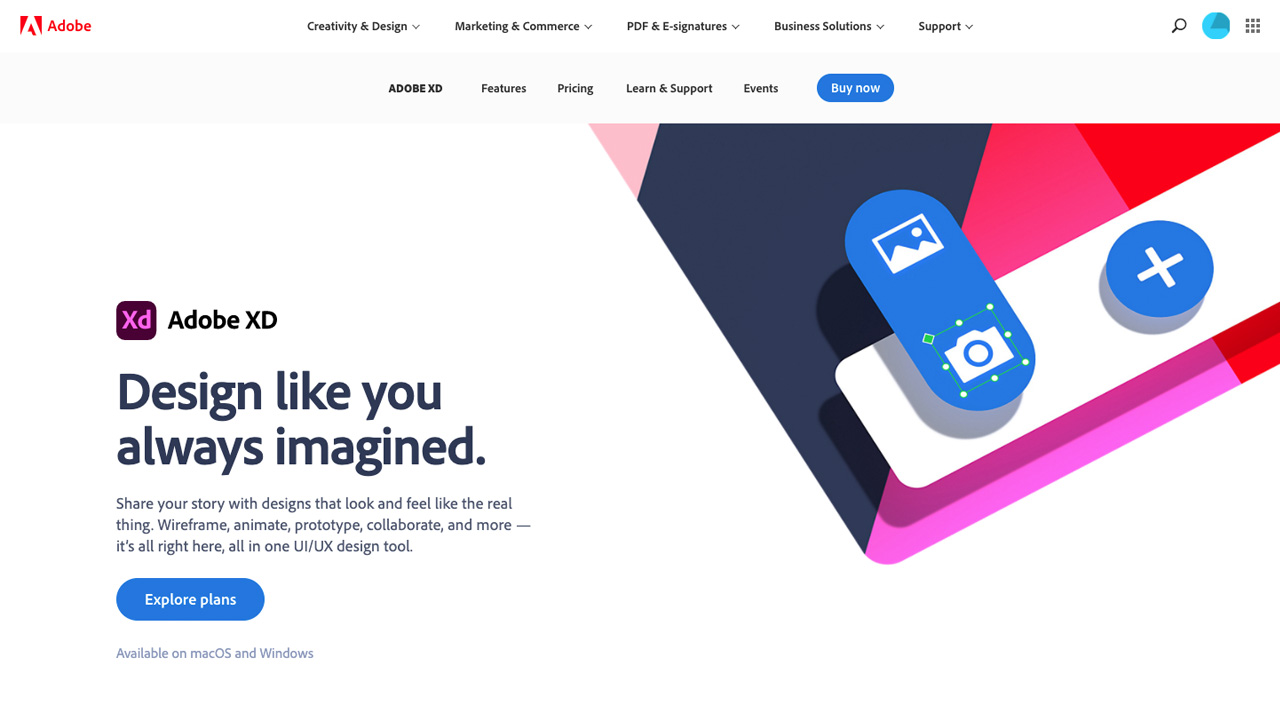 Adobe
Creativity & Design
Marketing & Commerce
PDF & E-signatures
Business Solutions
Support
ADOBE XD
Features
Pricing
Learn & Support
Events
Buy now
Xd
Adobe XD
Design like you
always imagined.
Share your story with designs that look and feel like the real
thing. Wireframe, animate, prototype, collaborate, and more —
it’s all right here, all in one UI/UX design tool.
Explore plans
Available on macOS and Windows